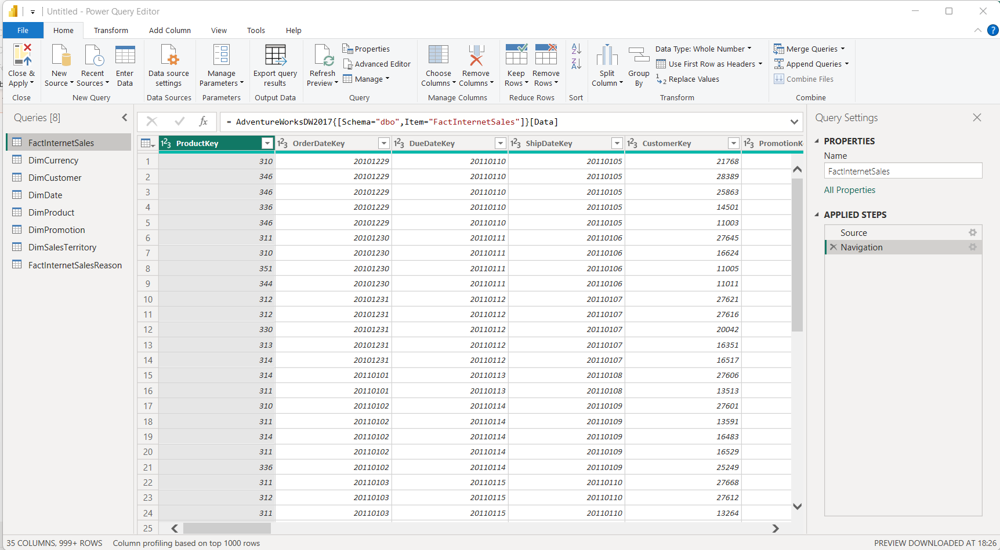 Untitled - Power Query Editor
File Home Transform Add Column View Tools Help
Close & Apply
New Source
Recent Sources
Enter Data
Data source settings
Manage Parameters
Export query results
Refresh Preview
Properties
Advanced Editor
Manage
Choose Columns
Remove Columns
Keep Rows
Remove Rows
Split Column
Group By
Data Type: Whole Number
Use First Row as Headers
Replace Values
Merge Queries
Append Queries
Combine Files
Close New Query Data Sources Parameters Output Data Query Manage Columns Reduce Rows Sort Transform Combine
Queries [8]
FactInternetSales
DimCurrency
DimCustomer
DimDate
DimProduct
DimPromotion
DimSalesTerritory
FactInternetSalesReason
fx = AdventureWorksDW2017{[Schema="dbo",Item="FactInternetSales"]}[Data]
123 ProductKey 123 OrderDateKey 123 DueDateKey 123 ShipDateKey 123 CustomerKey 123 PromotionK
1 310 20101229 20110110 20110105 21768
2 346 20101229 20110110 20110105 28389
3 346 20101229 20110110 20110105 25863
4 336 20101229 20110110 20110105 14501
5 346 20101229 20110110 20110105 11003
6 311 20101230 20110111 20110106 27645
7 310 20101230 20110111 20110106 16624
8 351 20101230 20110111 20110106 11005
9 344 20101230 20110111 20110106 11011
10 312 20101231 20110112 20110107 27621
11 312 20101231 20110112 20110107 27616
12 330 20101231 20110112 20110107 20042
13 313 20101231 20110112 20110107 16351
14 314 20101231 20110112 20110107 16517
15 314 20110101 20110113 20110108 27606
16 311 20110101 20110113 20110108 13513
17 310 20110102 20110114 20110109 27601
18 311 20110102 20110114 20110109 13591
19 314 20110102 20110114 20110109 16483
20 311 20110102 20110114 20110109 16529
21 336 20110102 20110114 20110109 25249
22 311 20110103 20110115 20110110 27668
23 312 20110103 20110115 20110110 27612
24 311 20110103 20110115 20110110 13264
25
Query Settings
PROPERTIES
Name
FactInternetSales
All Properties
APPLIED STEPS
Source
Navigation
35 COLUMNS, 999+ ROWS Column profiling based on top 1000 rows PREVIEW DOWNLOADED AT 18:26